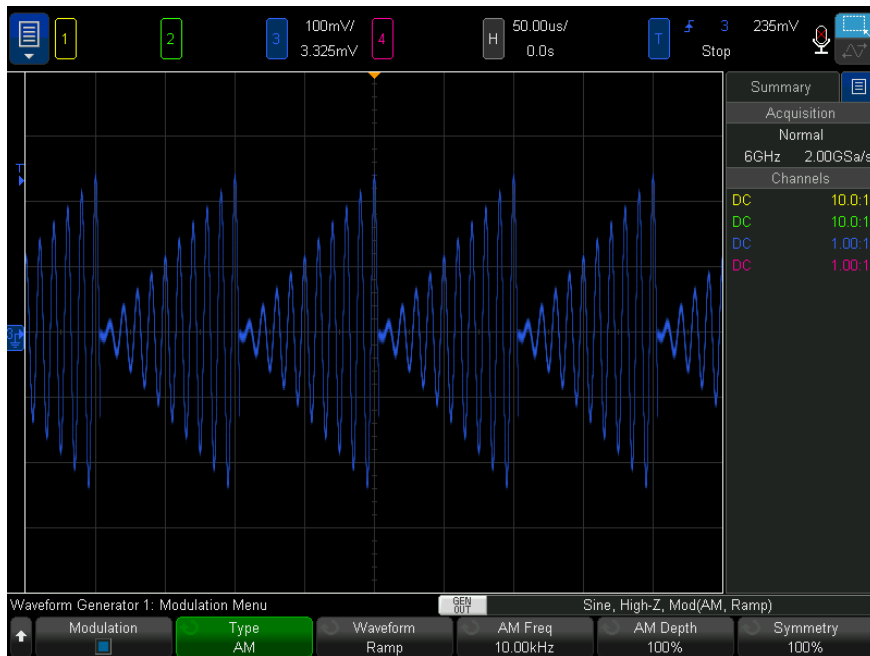 1
2
3
100mV/
3.325mV
4
H
50.00us/
0.0s
T
3
235mV
Stop
Summary
Acquisition
Normal
6GHz 2.00GSa/s
Channels
DC 10.0:1
DC 10.0:1
DC 1.00:1
DC 1.00:1
T
3
Waveform Generator 1: Modulation Menu
GEN
OUT
Sine, High-Z, Mod(AM, Ramp)
Modulation
Type
AM
Waveform
Ramp
AM Freq
10.00kHz
AM Depth
100%
Symmetry
100%